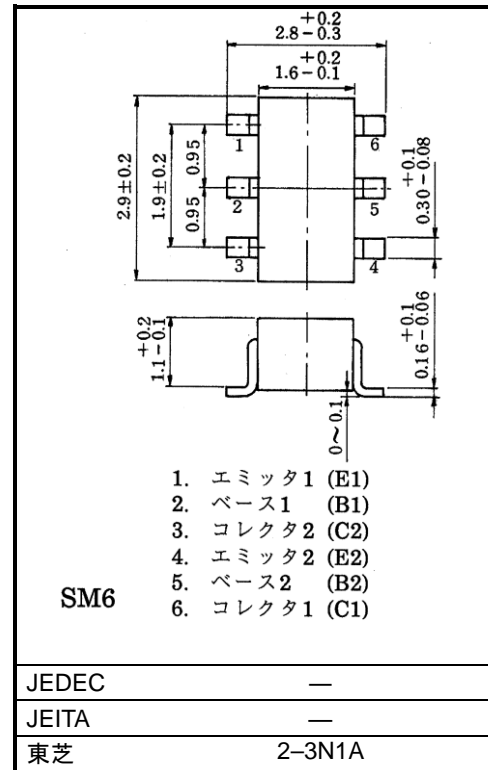 +0.2
2.8−0.3
+0.2
1.6−0.1
2.9±0.2
1.9±0.2
0.95
0.95
1
2
3
6
5
4
+0.1
0.30−0.08
+0.2
1.1−0.1
+0.1
0.16−0.06
0〜0.1
1. エミッタ1 (E1)
2. ベース1 (B1)
3. コレクタ2 (C2)
4. エミッタ2 (E2)
5. ベース2 (B2)
6. コレクタ1 (C1)
SM6
JEDEC —
JEITA —
東芝 2–3N1A